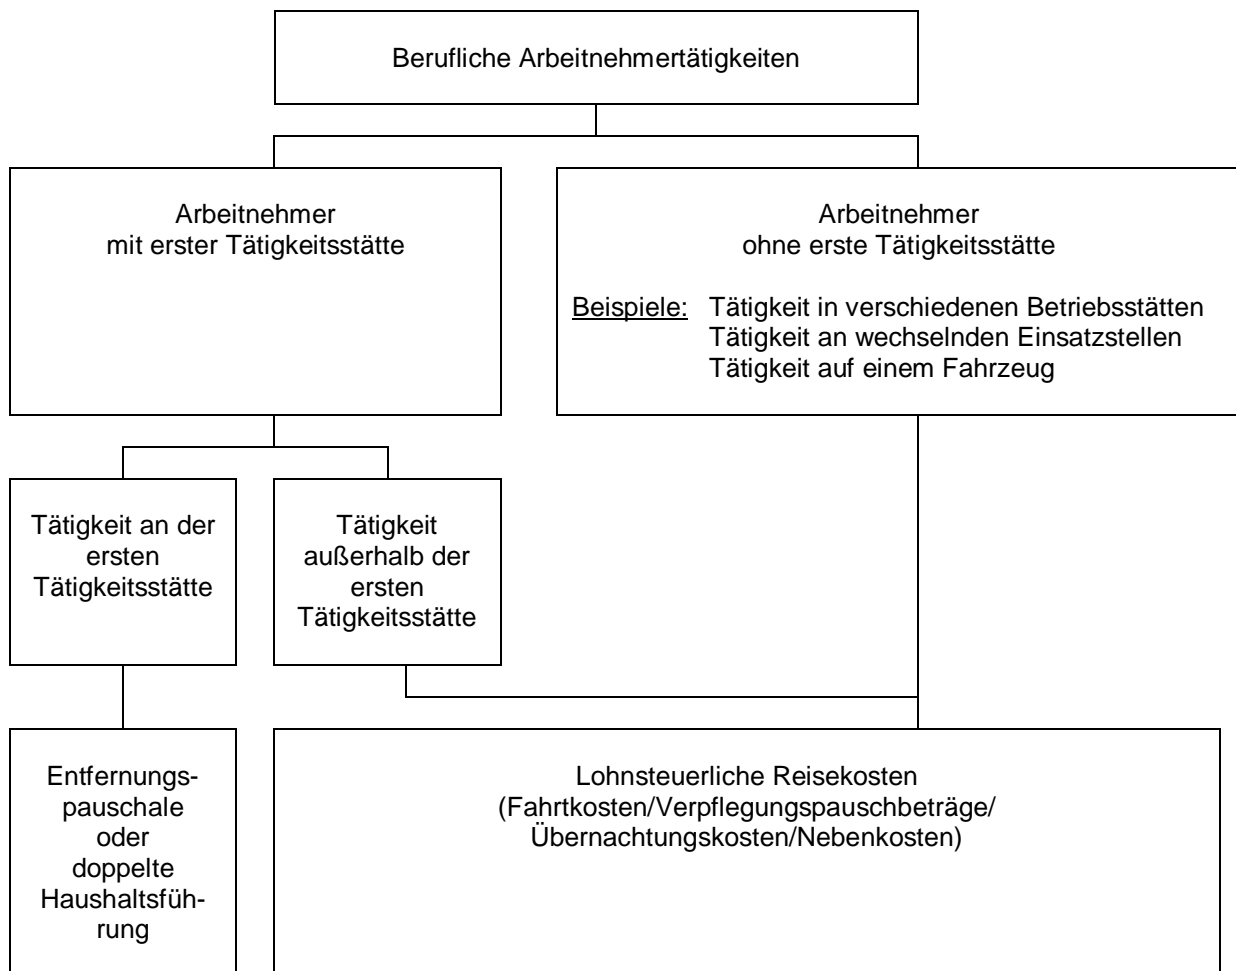 Berufliche Arbeitnehmertätigkeiten
Arbeitnehmer
mit erster Tätigkeitsstätte
Arbeitnehmer
ohne erste Tätigkeitsstätte
Beispiele: Tätigkeit in verschiedenen Betriebsstätten
Tätigkeit an wechselnden Einsatzstellen
Tätigkeit auf einem Fahrzeug
Tätigkeit an der
ersten
Tätigkeitsstätte
Tätigkeit
außerhalb der
ersten
Tätigkeitsstätte
Entfernungs-
pauschale
oder
doppelte
Haushaltsfüh-
rung
Lohnsteuerliche Reisekosten
(Fahrtkosten/Verpflegungspauschbeträge/
Übernachtungskosten/Nebenkosten)